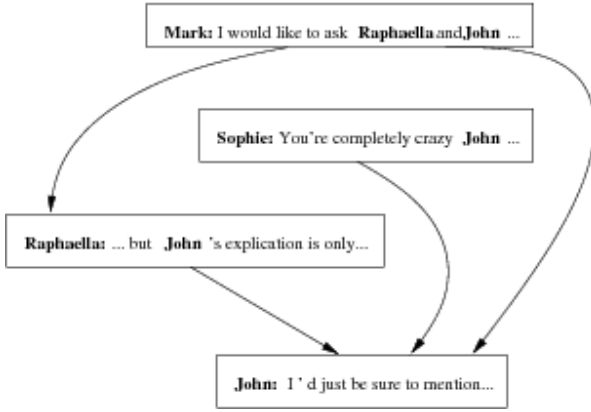 Mark: I would like to ask Raphaella and John ...
Sophie: You're completely crazy John ...
Raphaella: ... but John 's explication is only...
John: I ' d just be sure to mention...